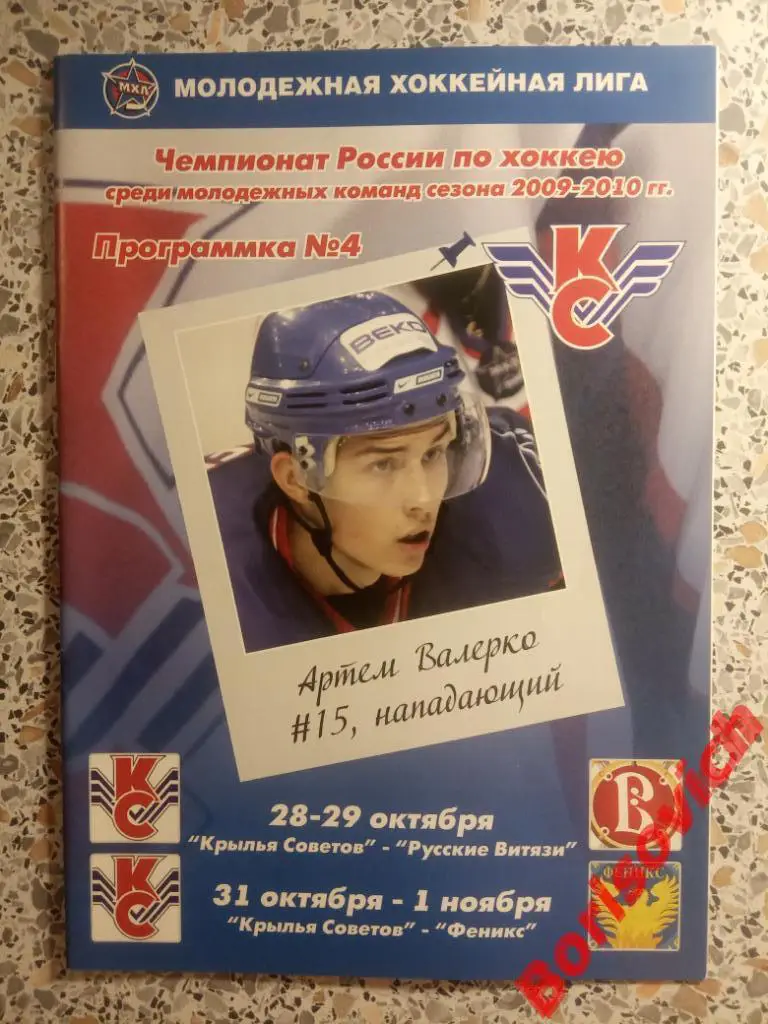 МХЛ
МОЛОДЕЖНАЯ ХОККЕЙНАЯ ЛИГА
Чемпионат России по хоккею
среди молодежных команд сезона 2009-2010 гг.
Программка №4
КС
BEKO
Артем Валерко
#15, нападающий
КС
28-29 октября
"Крылья Советов" - "Русские Витязи"
В
КС
31 октября - 1 ноября
"Крылья Советов" - "Феникс"
ФЕНИКС
Borisovich